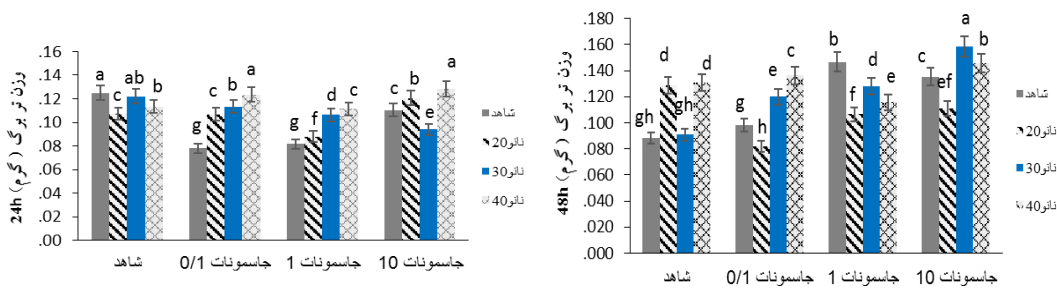 وزن تر برگ ( گرم) 24h
.16
.14
.12
.10
.08
.06
.04
.02
.00
a c ab b
g c b a
g f d c
c b e a
شاهد
جاسمونات 0/1
جاسمونات 1
جاسمونات 10
شاهد
نانو20
نانو30
نانو40
وزن تر برگ ( گرم) 48h
.180
.160
.140
.120
.100
.080
.060
.040
.020
.000
gh d gh d
g h e c
b f d e
c ef a b
شاهد
جاسمونات 0/1
جاسمونات 1
جاسمونات 10
شاهد
نانو20
نانو30
نانو40